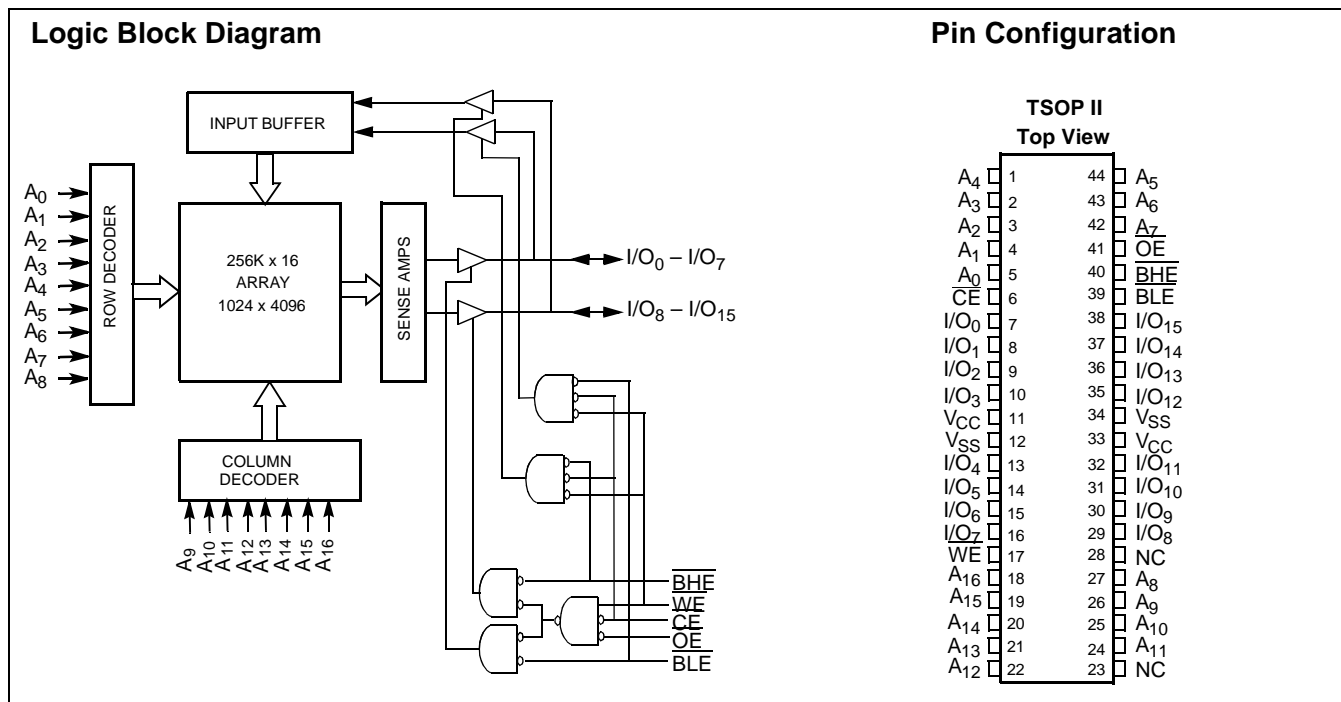 Logic Block Diagram
Pin Configuration
INPUT BUFFER
A0
A1
A2
A3
A4
A5
A6
A7
A8
ROW DECODER
256K x 16
ARRAY
1024 x 4096
SENSE AMPS
I/O0 – I/O7
I/O8 – I/O15
COLUMN
DECODER
A9
A10
A11
A12
A13
A14
A15
A16
BHE
WE
CE
OE
BLE
TSOP II
Top View
A4 1 44 A5
A3 2 43 A6
A2 3 42 A7
A1 4 41 OE
A0 5 40 BHE
CE 6 39 BLE
I/O0 7 38 I/O15
I/O1 8 37 I/O14
I/O2 9 36 I/O13
I/O3 10 35 I/O12
VCC 11 34 VSS
VSS 12 33 VCC
I/O4 13 32 I/O11
I/O5 14 31 I/O10
I/O6 15 30 I/O9
I/O7 16 29 I/O8
WE 17 28 NC
A16 18 27 A8
A15 19 26 A9
A14 20 25 A10
A13 21 24 A11
A12 22 23 NC